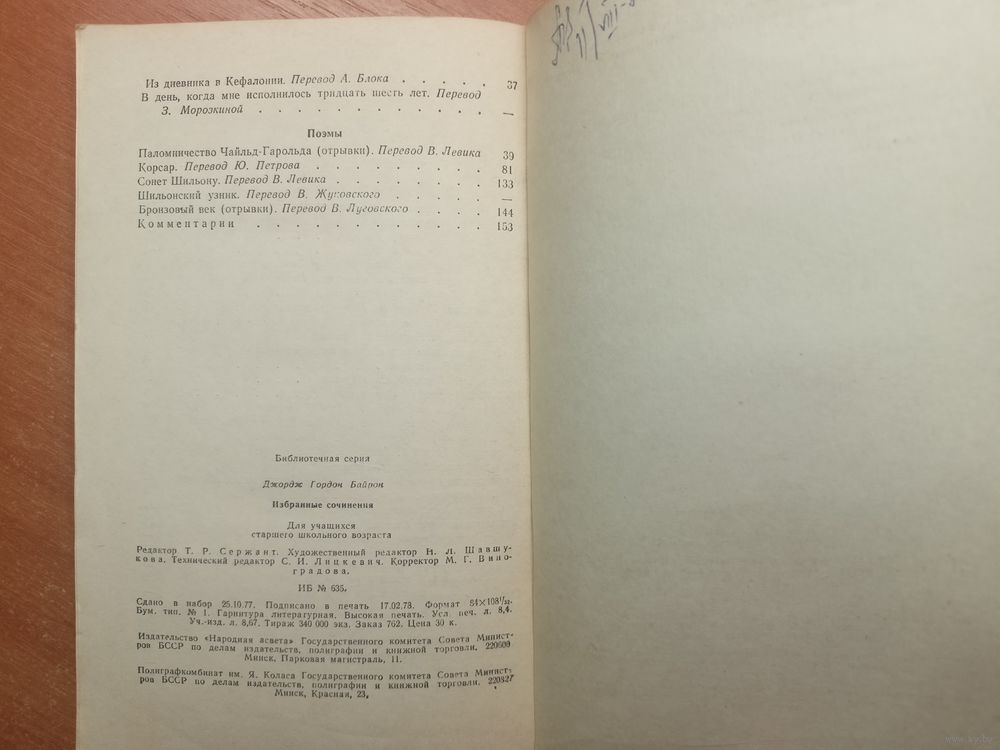 Из дневника в Кефалонии. Перевод А. Блока . . . . . 37
В день, когда мне исполнилось тридцать шесть лет. Перевод
З. Морозкиной . . . . . . . . . . . —
Поэмы
Паломничество Чайльд-Гарольда (отрывки). Перевод В. Левика 39
Корсар. Перевод Ю. Петрова . . . . . . . . 81
Сонет Шильону. Перевод В. Левика . . . . . . . 133
Шильонский узник. Перевод В. Жуковского . . . . . —
Бронзовый век (отрывки). Перевод В. Луговского . . . . 144
Комментарии . . . . . . . . . . . 153
Библиотечная серия
Джордж Гордон Байрон
Избранные сочинения
Для учащихся
старшего школьного возраста
Редактор Т. Р. Сержант. Художественный редактор Н. Л. Шавшу-
кова. Технический редактор С. И. Лицкевич. Корректор М. Г. Вино-
градова.
ИБ № 635.
Сдано в набор 25.10.77. Подписано в печать 17.02.78. Формат 84×108¹/₃₂.
Бум. тип. № 1. Гарнитура литературная. Высокая печать. Усл. печ. л. 8,4.
Уч.-изд. л. 8,67. Тираж 340 000 экз. Заказ 762. Цена 30 к.
Издательство «Народная асвета» Государственного комитета Совета Минист-
ров БССР по делам издательств, полиграфии и книжной торговли. 220600
Минск, Парковая магистраль, 11.
Полиграфкомбинат им. Я. Коласа Государственного комитета Совета Минист-
ров БССР по делам издательств, полиграфии и книжной торговли. 220827
Минск, Красная, 23.